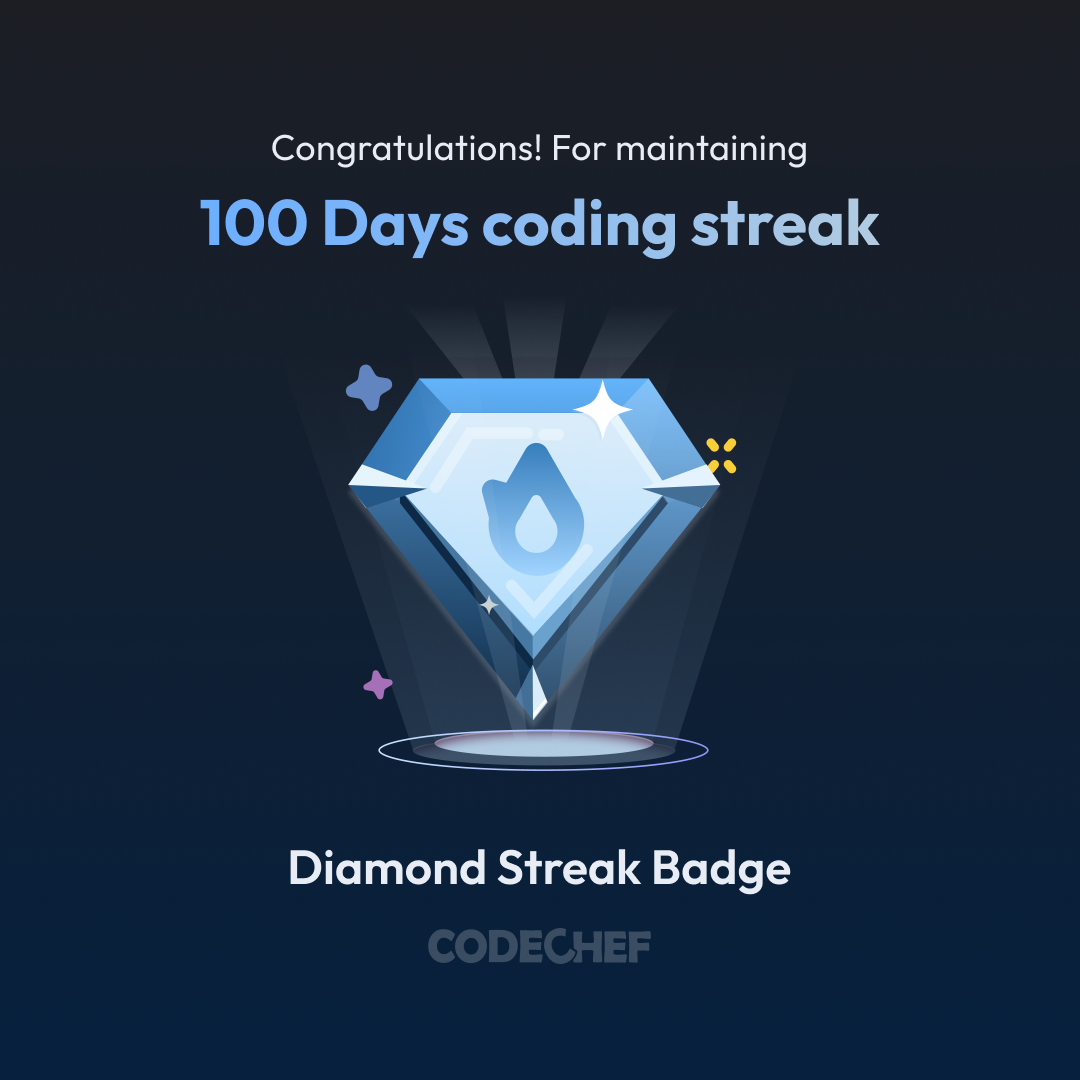 Congratulations! For maintaining
100 Days coding streak
Diamond Streak Badge
CODECHEF